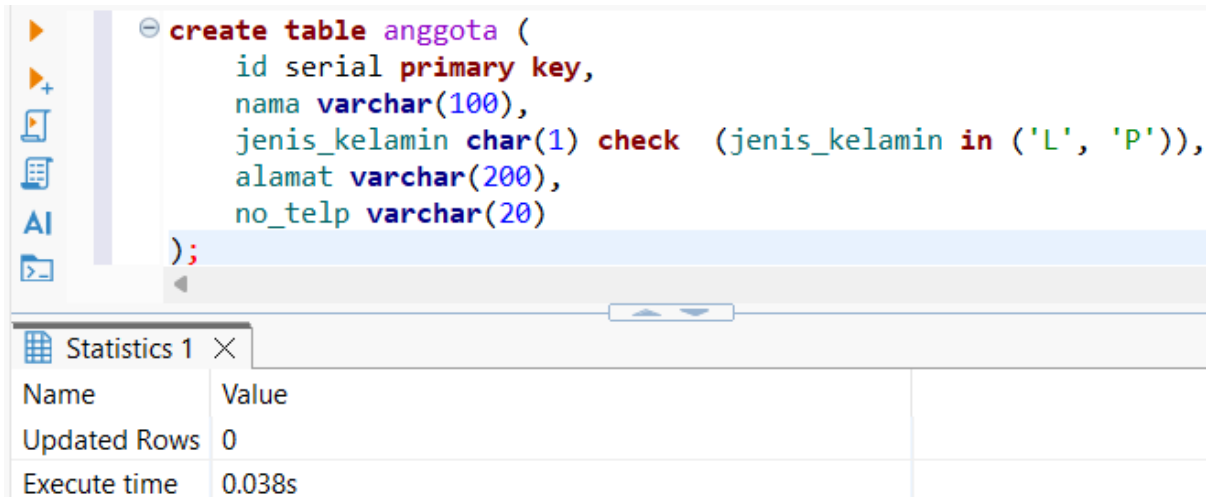 create table anggota (
id serial primary key,
nama varchar(100),
jenis_kelamin char(1) check  (jenis_kelamin in ('L', 'P')),
alamat varchar(200),
no_telp varchar(20)
);
AI
Statistics 1
Name Value
Updated Rows 0
Execute time 0.038s